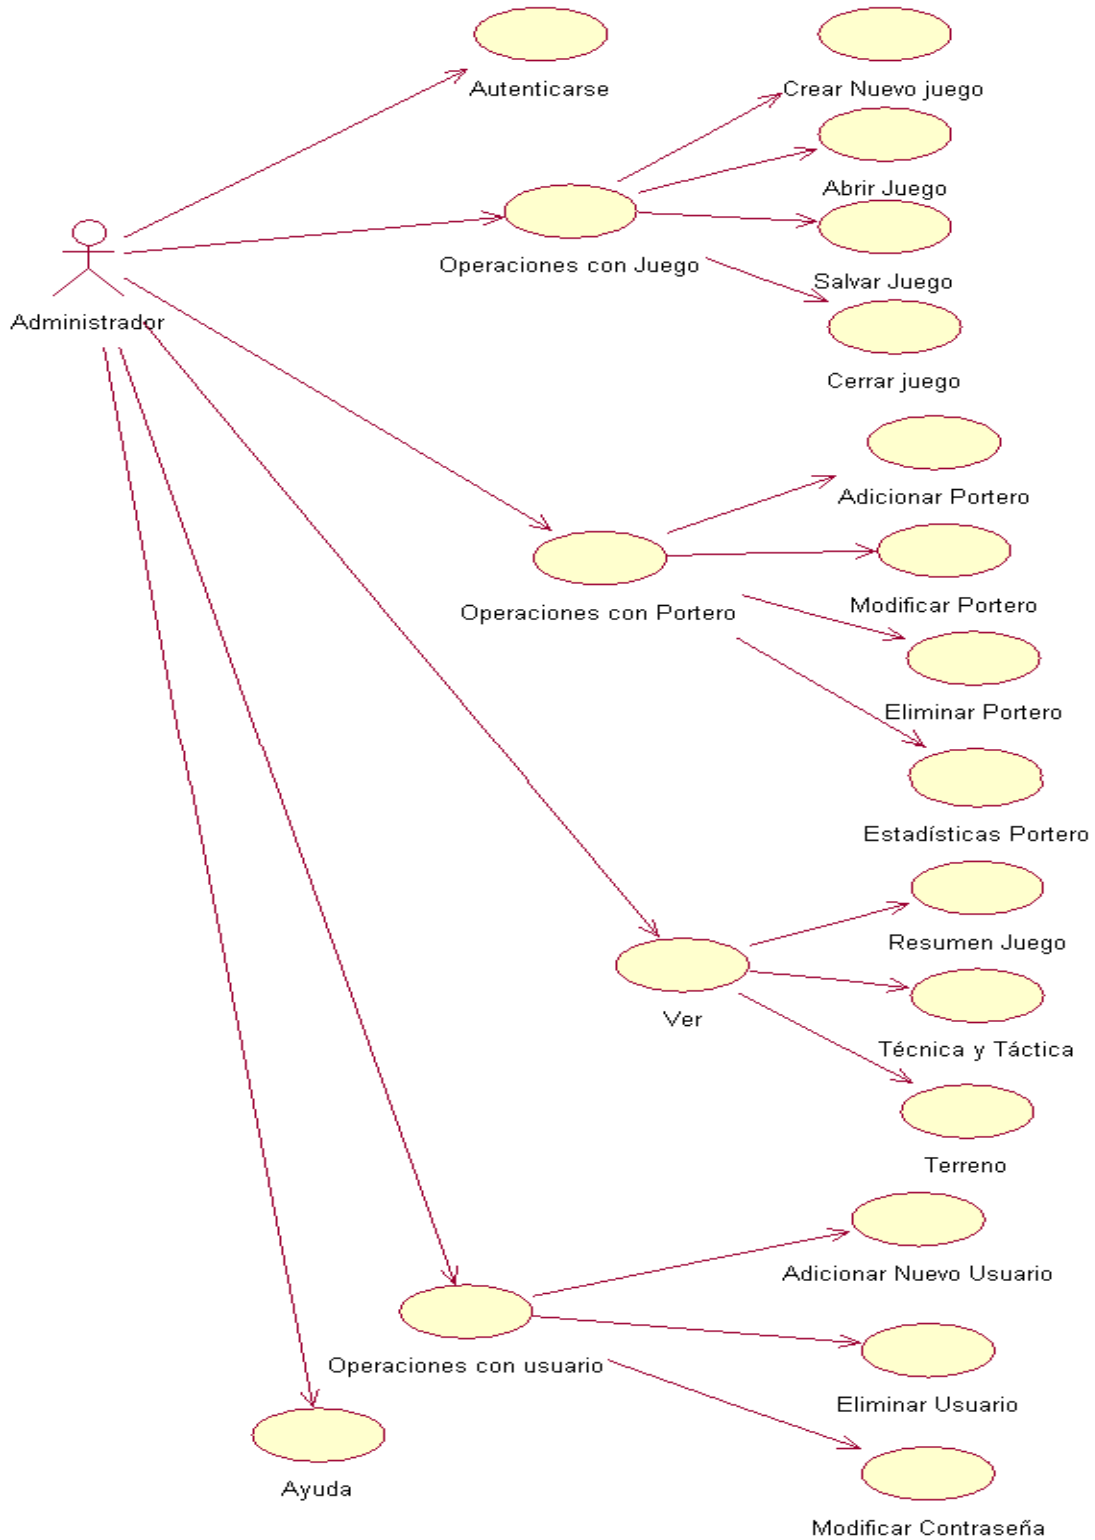 Autenticarse
Crear Nuevo juego
Abrir Juego
Operaciones con Juego
Salvar Juego
Administrador
Cerrar juego
Adicionar Portero
Modificar Portero
Operaciones con Portero
Eliminar Portero
Estadísticas Portero
Resumen Juego
Ver
Técnica y Táctica
Terreno
Adicionar Nuevo Usuario
Operaciones con usuario
Eliminar Usuario
Ayuda
Modificar Contraseña